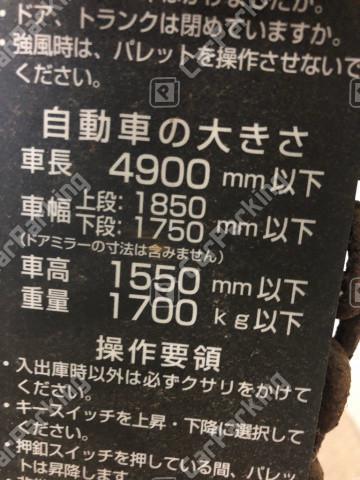 ドア、トランクは閉めていますか。
・強風時は、パレットを操作させないで
ください。
自動車の大きさ
車長 4900 mm以下
車幅 上段: 1850
下段: 1750 mm以下
(ドアミラーの寸法は含みません)
車高 1550 mm以下
重量 1700 kg以下
操作要領
・入出庫時以外は必ずクサリをかけて
ください。
・キースイッチを上昇・下降に選択して
ください。
・押釦スイッチを押している間、パレッ
トは昇降します
CarParking